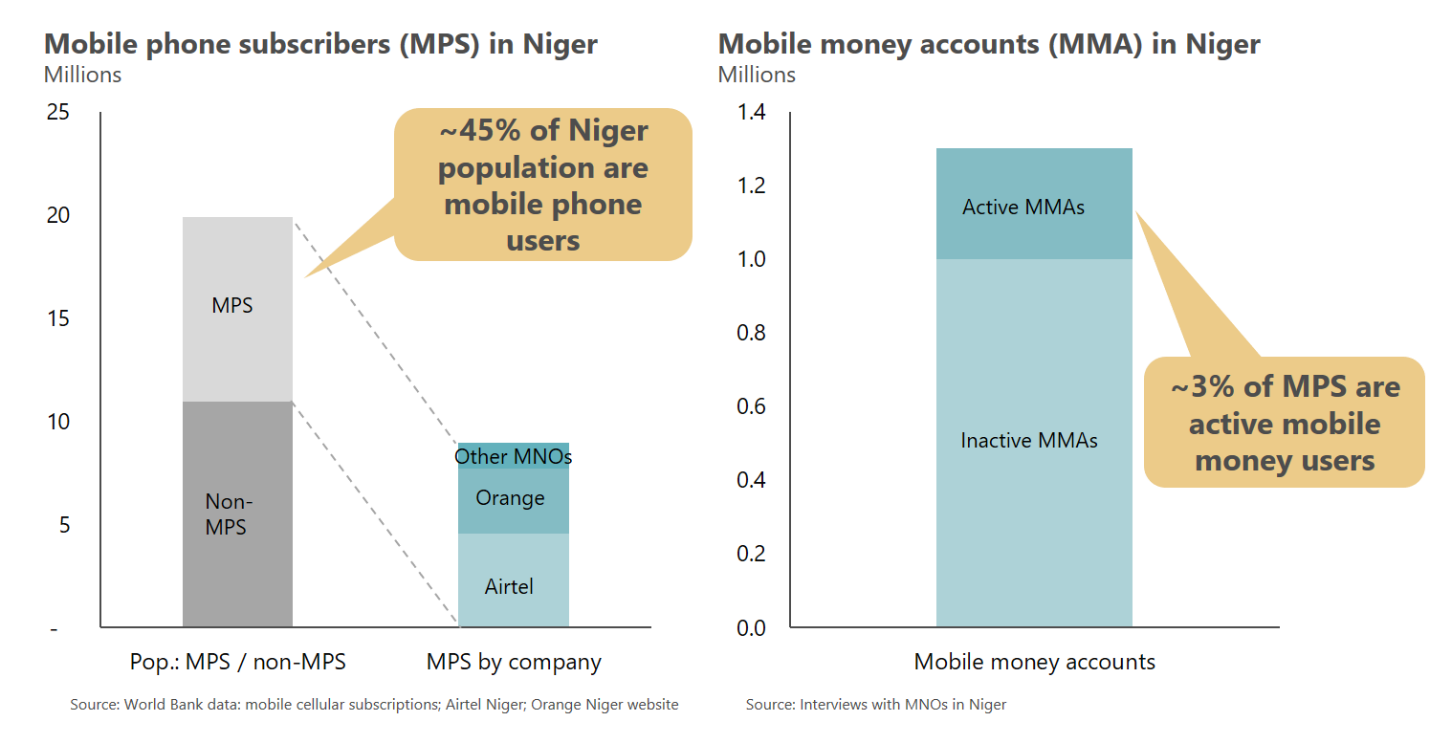 Mobile phone subscribers (MPS) in Niger
Millions
25
20
15
10
5
-
~45% of Niger
population are
mobile phone
users
MPS
Non-
MPS
Other MNOs
Orange
Airtel
Pop.: MPS / non-MPS
MPS by company
Source: World Bank data: mobile cellular subscriptions; Airtel Niger; Orange Niger website
Mobile money accounts (MMA) in Niger
Millions
1.4
1.2
1.0
0.8
0.6
0.4
0.2
0.0
Active MMAs
Inactive MMAs
~3% of MPS are
active mobile
money users
Mobile money accounts
Source: Interviews with MNOs in Niger